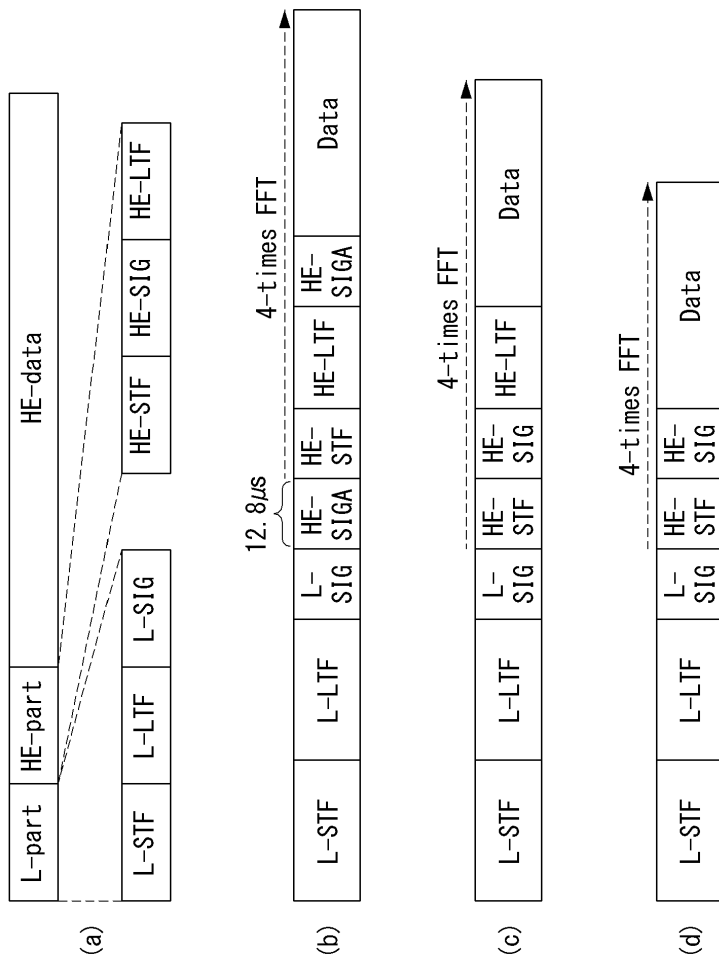 (a)
L-part
HE-part
HE-data
L-STF
L-LTF
L-SIG
HE-STF
HE-SIG
HE-LTF
(b)
12.8μs
4-times FFT
L-STF
L-LTF
L-
SIG
HE-
SIGA
HE-
STF
HE-LTF
HE-
SIGA
Data
(c)
4-times FFT
L-STF
L-LTF
L-
SIG
HE-
STF
HE-
SIG
HE-LTF
Data
(d)
4-times FFT
L-STF
L-LTF
L-
SIG
HE-
STF
HE-
SIG
Data